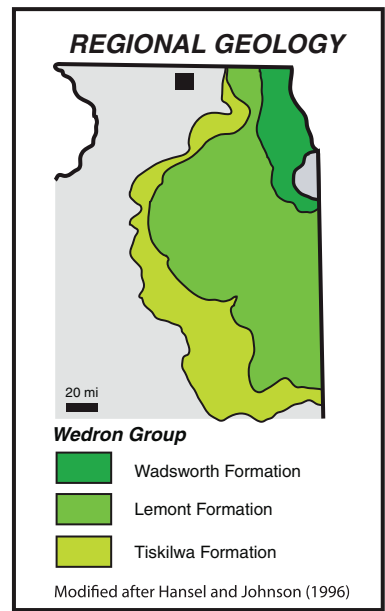 REGIONAL GEOLOGY
20 mi
Wedron Group
Wadsworth Formation
Lemont Formation
Tiskilwa Formation
Modified after Hansel and Johnson (1996)